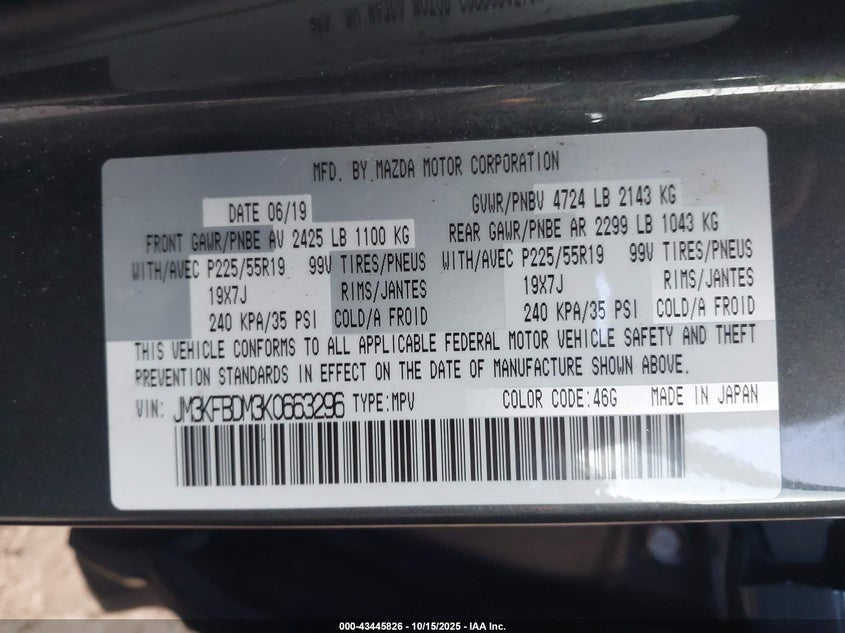 MFD. BY MAZDA MOTOR CORPORATION
DATE 06/19
GVWR/PNBV 4724 LB 2143 KG
FRONT GAWR/PNBE AV 2425 LB 1100 KG
REAR GAWR/PNBE AR 2299 LB 1043 KG
WITH/AVEC P225/55R19 99V TIRES/PNEUS
WITH/AVEC P225/55R19 99V TIRES/PNEUS
19X7J RIMS/JANTES
19X7J RIMS/JANTES
240 KPA/35 PSI COLD/A FROID
240 KPA/35 PSI COLD/A FROID
THIS VEHICLE CONFORMS TO ALL APPLICABLE FEDERAL MOTOR VEHICLE SAFETY AND THEFT
PREVENTION STANDARDS IN EFFECT ON THE DATE OF MANUFACTURE SHOWN ABOVE.
VIN: JM3KFBDM3K0663296 TYPE:MPV COLOR CODE:46G MADE IN JAPAN
000-43445826 - 10/15/2025 - IAA Inc.